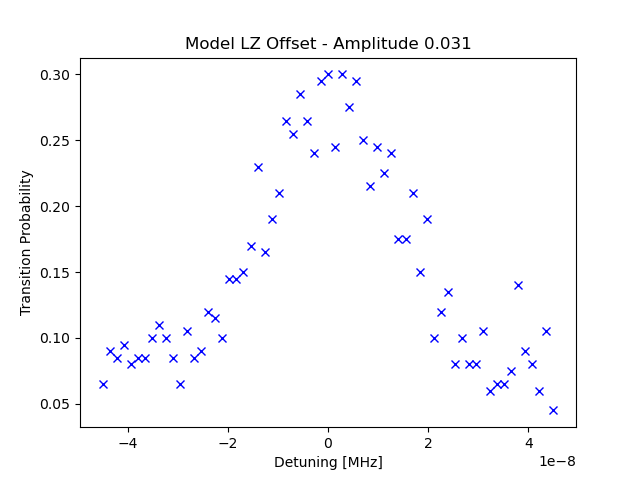 Model LZ Offset - Amplitude 0.031
Transition Probability
0.30
0.25
0.20
0.15
0.10
0.05
−4 −2 0 2 4
1e−8
Detuning [MHz]